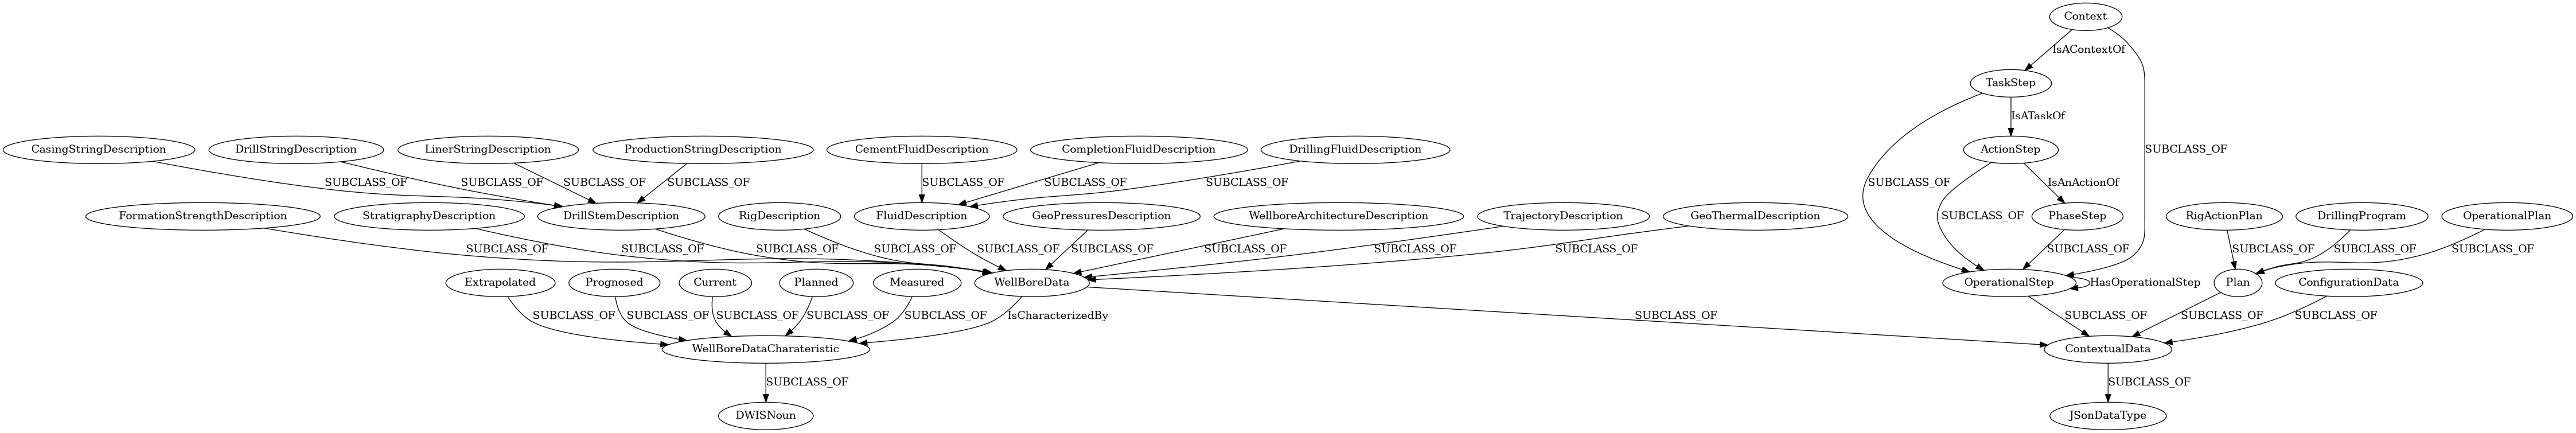 Context
IsAContextOf
TaskStep
IsATaskOf
CasingStringDescription DrillStringDescription LinerStringDescription ProductionStringDescription CementFluidDescription CompletionFluidDescription DrillingFluidDescription ActionStep SUBCLASS_OF
SUBCLASS_OF SUBCLASS_OF SUBCLASS_OF SUBCLASS_OF SUBCLASS_OF SUBCLASS_OF SUBCLASS_OF SUBCLASS_OF IsAnActionOf
FormationStrengthDescription StratigraphyDescription DrillStemDescription RigDescription FluidDescription GeoPressuresDescription WellboreArchitectureDescription TrajectoryDescription GeoThermalDescription SUBCLASS_OF PhaseStep RigActionPlan DrillingProgram OperationalPlan
SUBCLASS_OF SUBCLASS_OF SUBCLASS_OF SUBCLASS_OF SUBCLASS_OF SUBCLASS_OF SUBCLASS_OF SUBCLASS_OF SUBCLASS_OF SUBCLASS_OF SUBCLASS_OF SUBCLASS_OF SUBCLASS_OF
Extrapolated Prognosed Current Planned Measured WellBoreData OperationalStep HasOperationalStep Plan ConfigurationData
SUBCLASS_OF SUBCLASS_OF SUBCLASS_OF SUBCLASS_OF SUBCLASS_OF IsCharacterizedBy SUBCLASS_OF SUBCLASS_OF SUBCLASS_OF SUBCLASS_OF
WellBoreDataCharateristic ContextualData
SUBCLASS_OF SUBCLASS_OF
DWISNoun JSonDataType